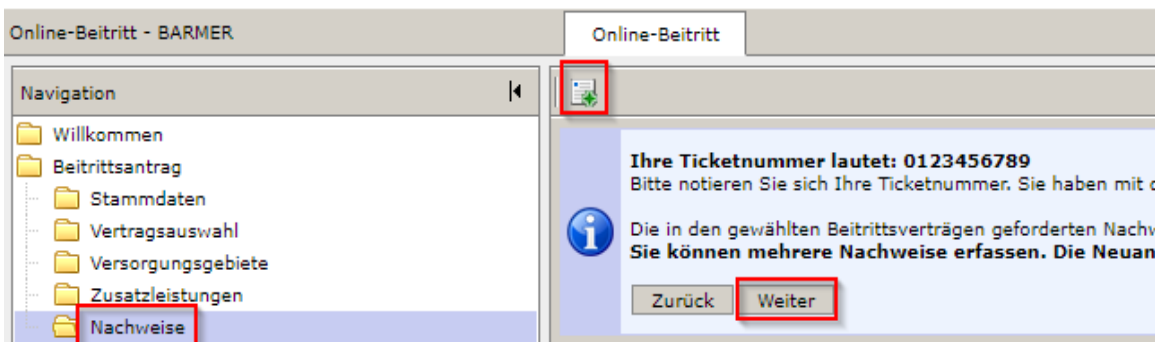 Online-Beitritt - BARMER
Online-Beitritt
Navigation
Willkommen
Beitrittsantrag
Stammdaten
Vertragsauswahl
Versorgungsgebiete
Zusatzleistungen
Nachweise
Ihre Ticketnummer lautet: 0123456789
Bitte notieren Sie sich Ihre Ticketnummer. Sie haben mit
Die in den gewählten Beitrittsverträgen geforderten
Sie können mehrere Nachweise erfassen. Die
Zurück Weiter